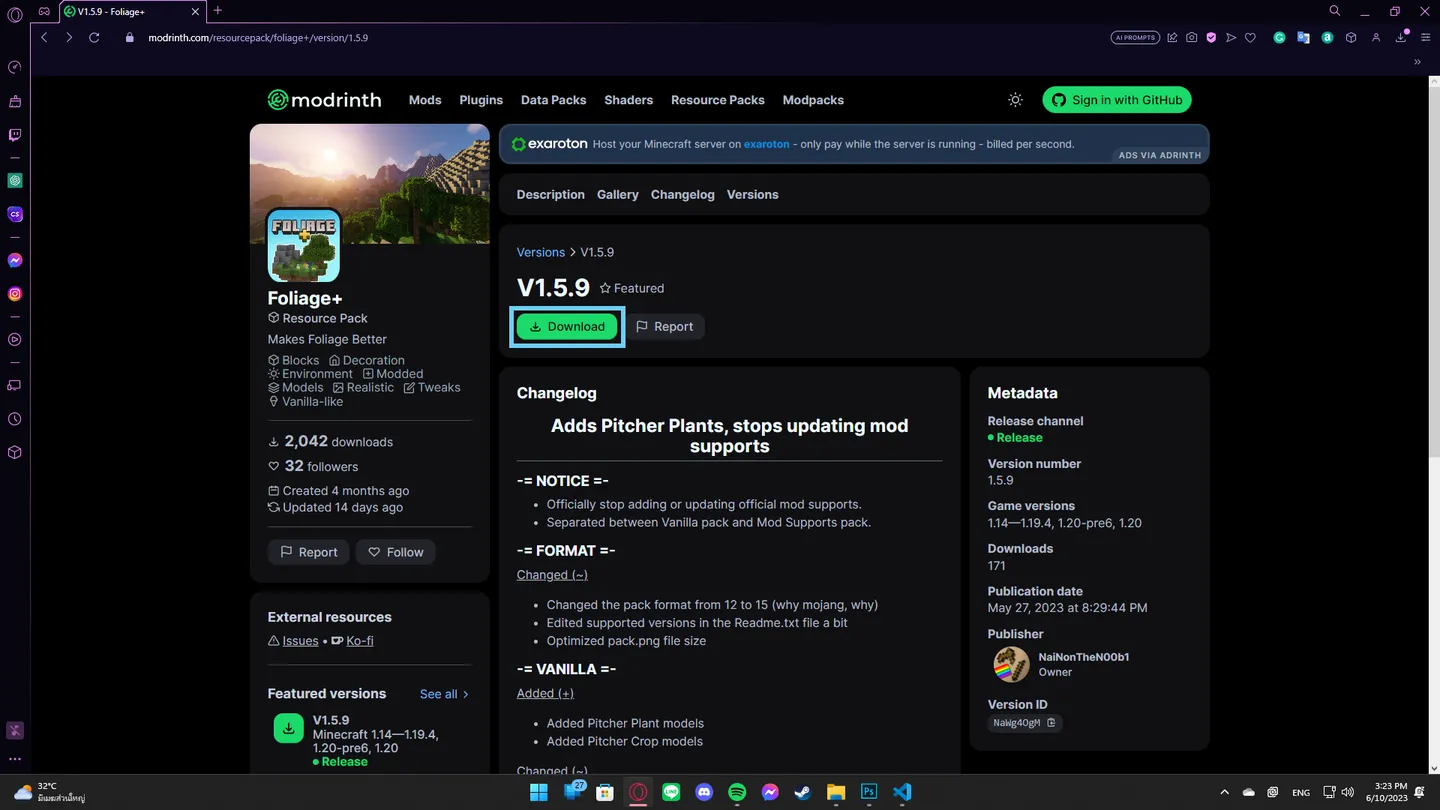 V1.5.9 - Foliage+
modrinth.com/resourcepack/foliage+/version/1.5.9
AI PROMPTS
modrinth
Mods
Plugins
Data Packs
Shaders
Resource Packs
Modpacks
Sign in with GitHub
exaroton Host your Minecraft server on exaroton - only pay while the server is running - billed per second.
ADS VIA ADRINTH
FOLIAGE
+
Foliage+
Resource Pack
Makes Foliage Better
Blocks Decoration
Environment Modded
Models Realistic Tweaks
Vanilla-like
2,042 downloads
32 followers
Created 4 months ago
Updated 14 days ago
Report Follow
External resources
Issues • Ko-fi
Featured versions See all
V1.5.9
Minecraft 1.14—1.19.4,
1.20-pre6, 1.20
Release
Description Gallery Changelog Versions
Versions > V1.5.9
V1.5.9 Featured
Download Report
Changelog
Adds Pitcher Plants, stops updating mod
supports
-= NOTICE =-
• Officially stop adding or updating official mod supports.
• Separated between Vanilla pack and Mod Supports pack.
-= FORMAT =-
Changed (~)
• Changed the pack format from 12 to 15 (why mojang, why)
• Edited supported versions in the Readme.txt file a bit
• Optimized pack.png file size
-= VANILLA =-
Added (+)
• Added Pitcher Plant models
• Added Pitcher Crop models
Changed (~)
Metadata
Release channel
Release
Version number
1.5.9
Game versions
1.14—1.19.4, 1.20-pre6, 1.20
Downloads
171
Publication date
May 27, 2023 at 8:29:44 PM
Publisher
NaiNonTheN00b1
Owner
Version ID
NaWg4OgM
CS
32°C
มีเมฆส่วนใหญ่
27
LINE
Ps
ENG
3:23 PM
6/10/2023